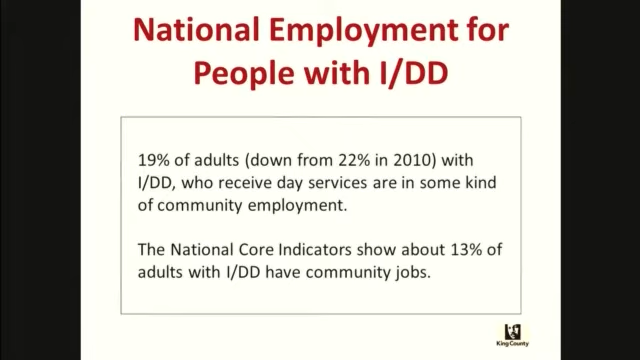 National Employment for
People with I/DD
19% of adults (down from 22% in 2010) with
I/DD, who receive day services are in some kind
of community employment.
The National Core Indicators show about 13% of
adults with I/DD have community jobs.
King County